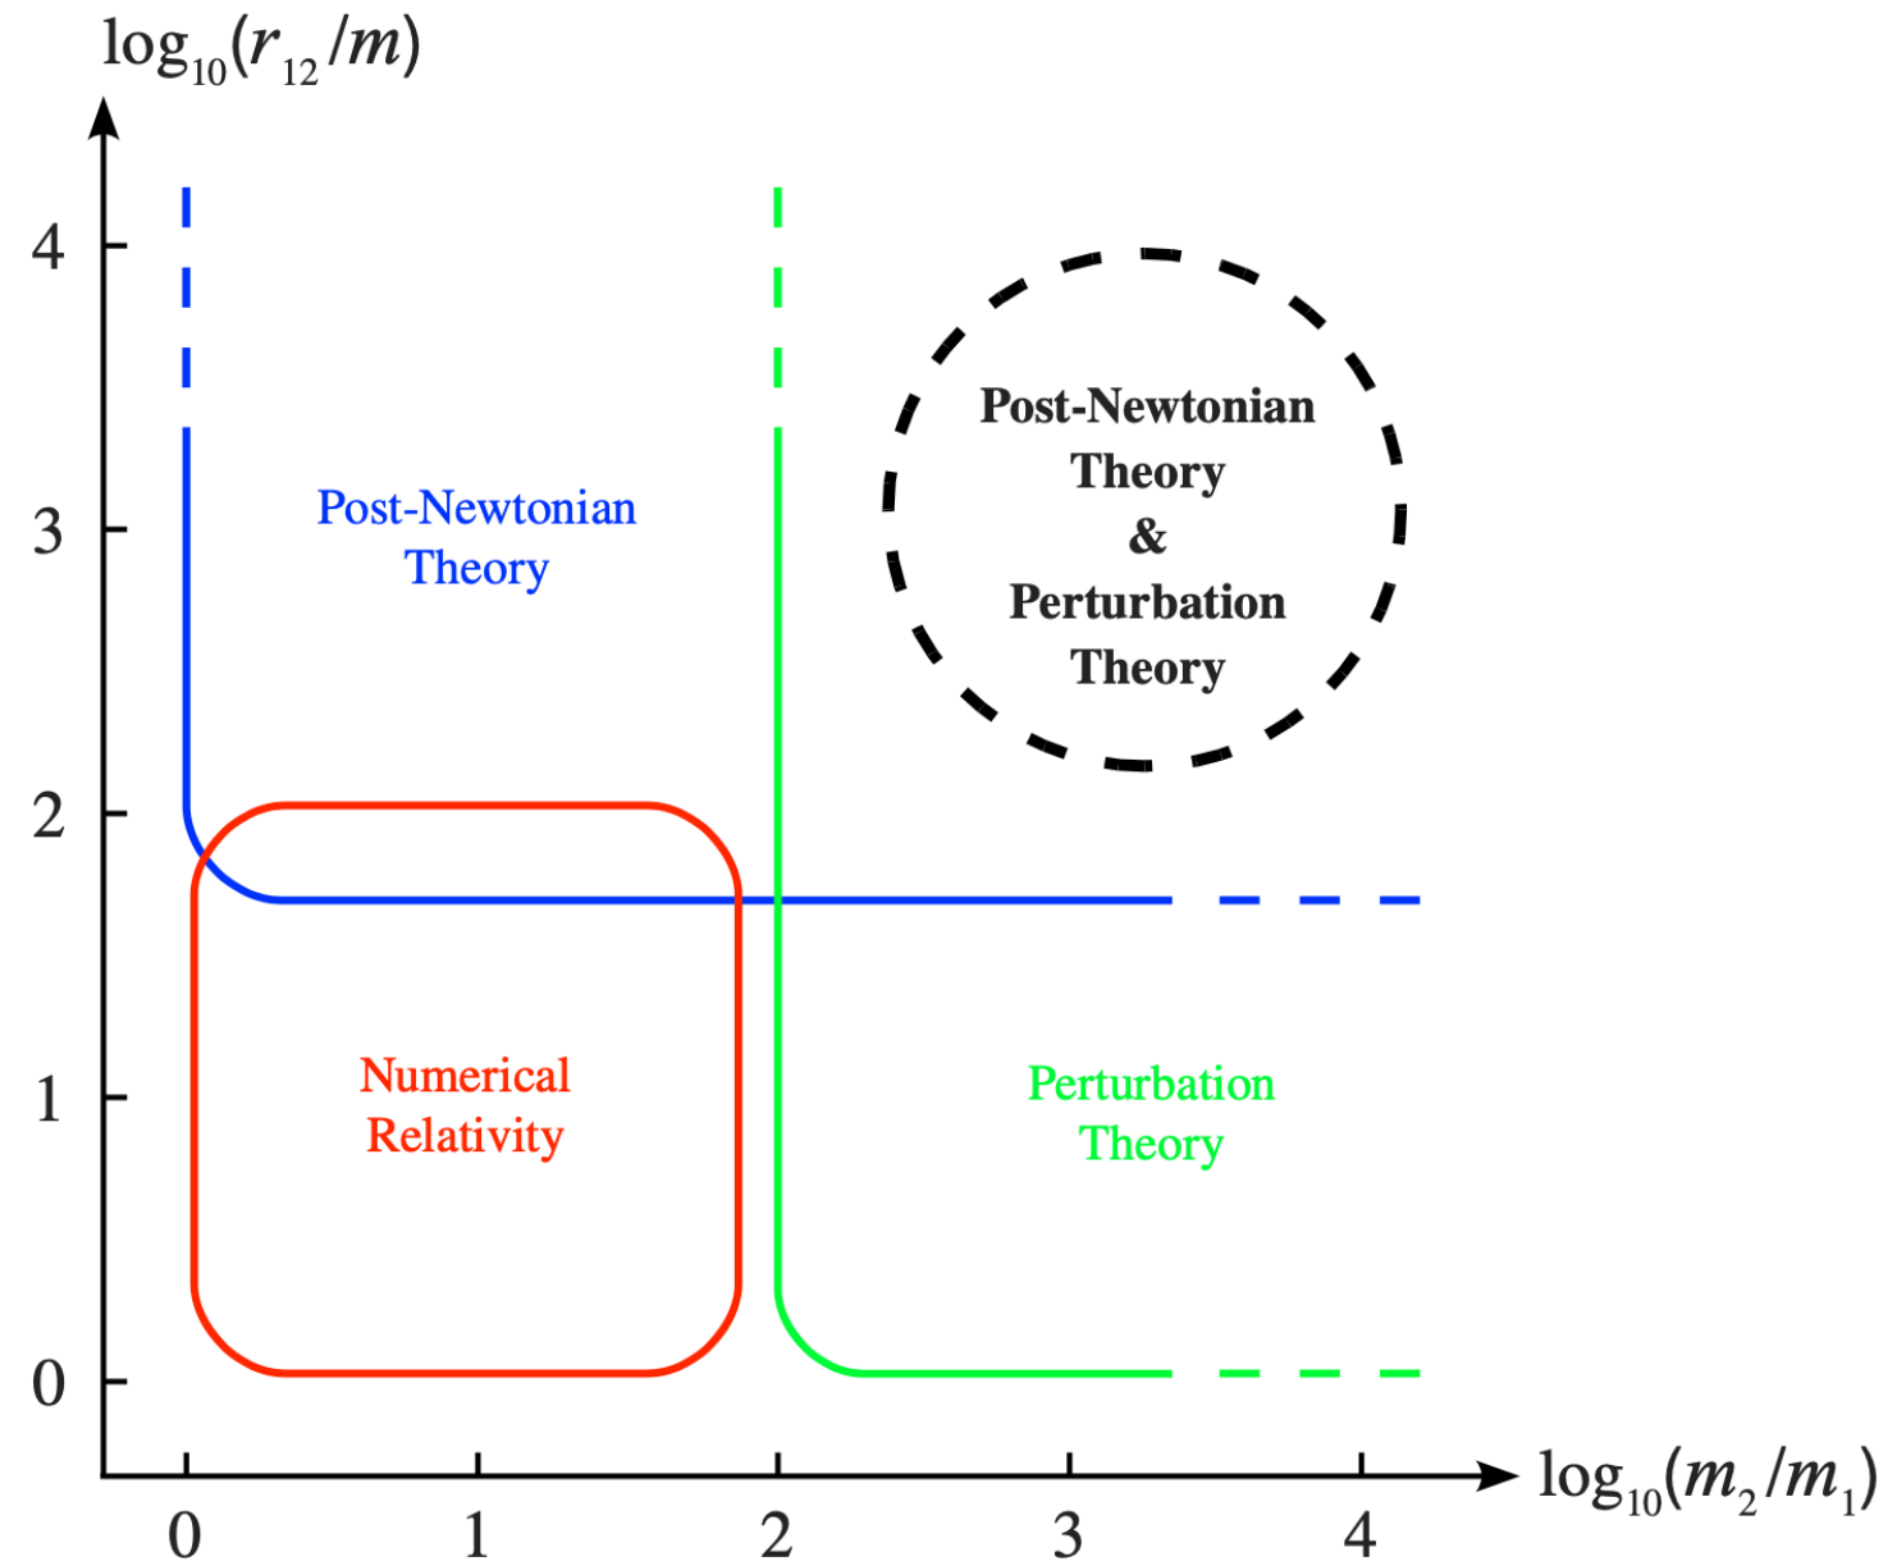 log₁₀(r₁₂/m)
4
Post-Newtonian
Theory
&
Perturbation
Theory
Post-Newtonian
Theory
3
2
Numerical
Relativity
Perturbation
Theory
1
0
0 1 2 3 4
log₁₀(m₂/m₁)